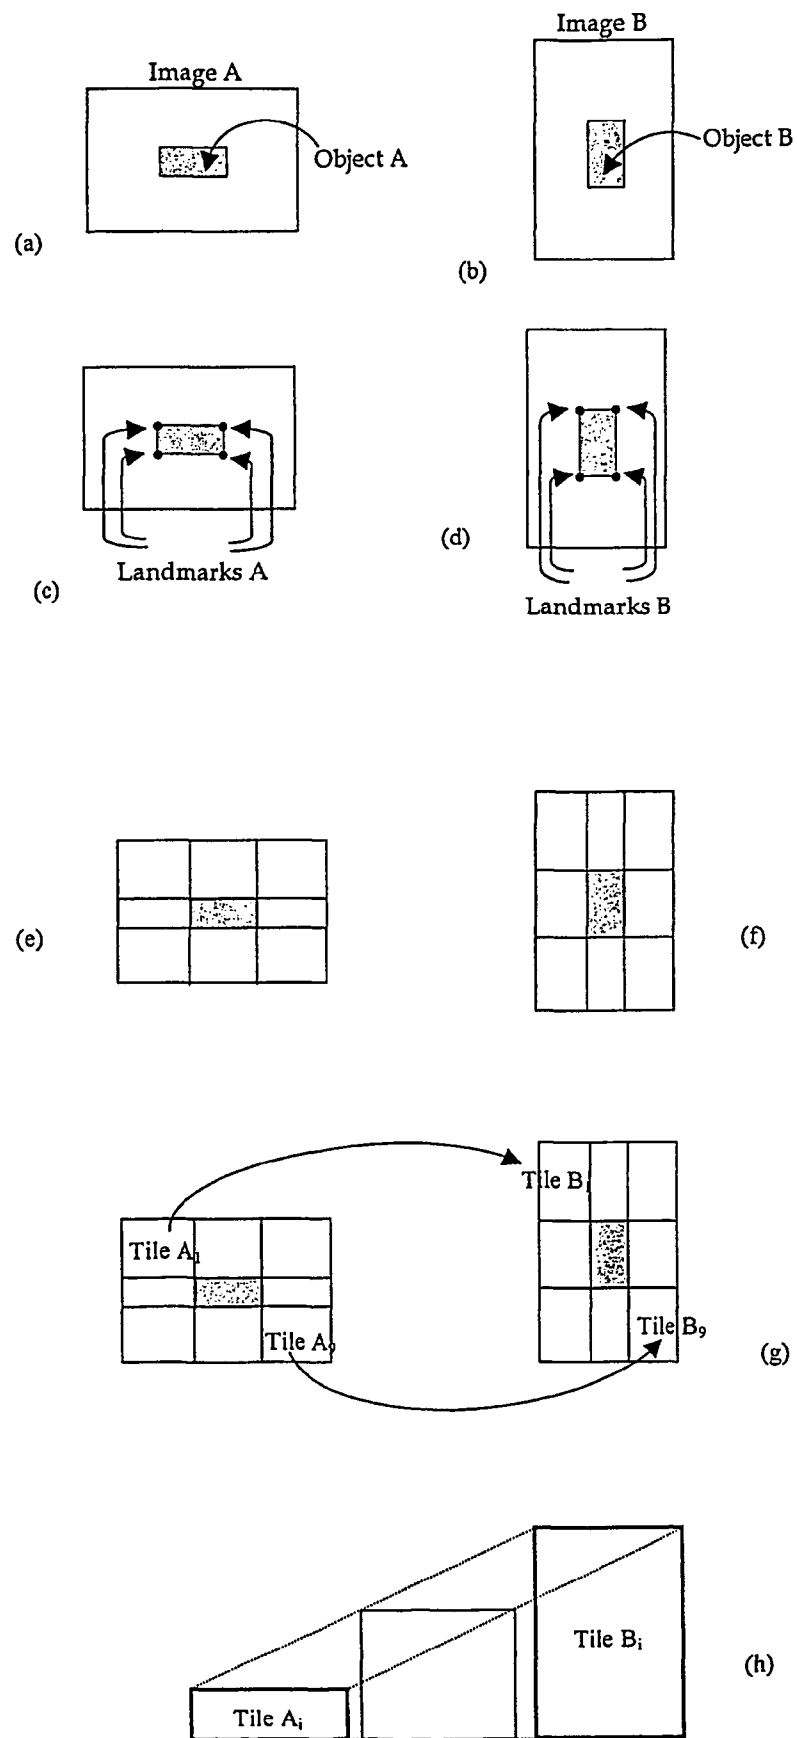 Image A
Image B
Object A
Object B
(a)
(b)
Landmarks A
(c)
(d)
Landmarks B
(e)
(f)
Tile A₁
Tile B₁
Tile A₉
Tile B₉
(g)
Tile Aᵢ
Tile Bᵢ
(h)